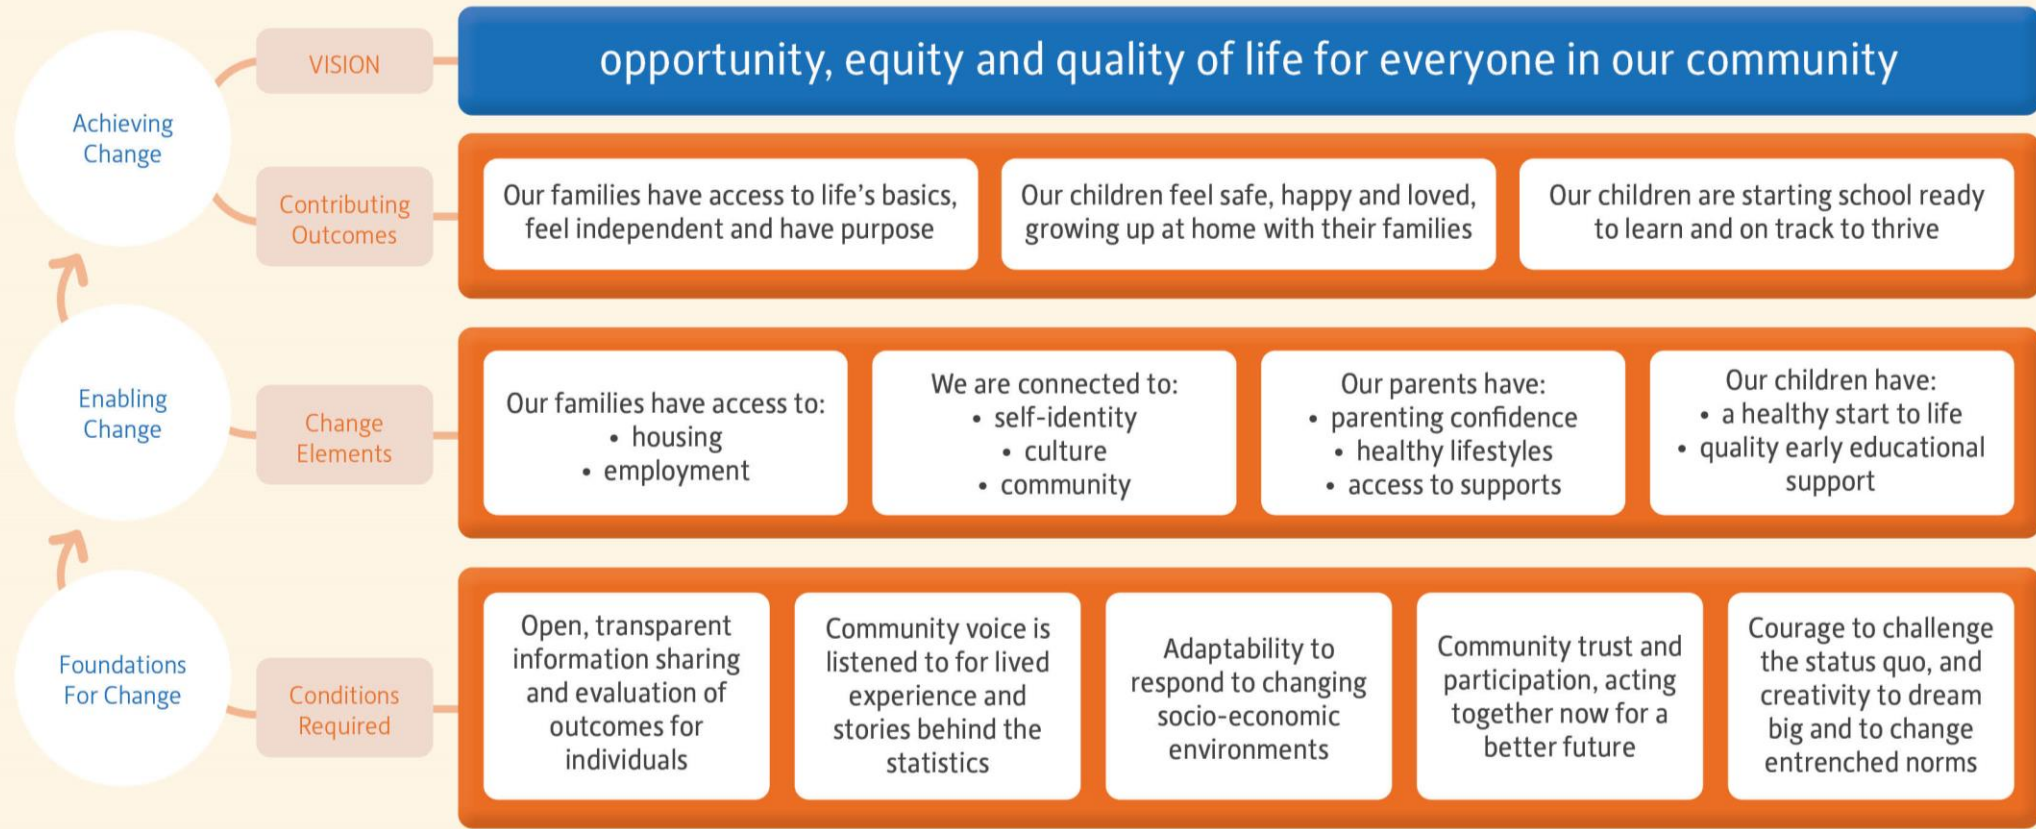 Achieving
Change
VISION
opportunity, equity and quality of life for everyone in our community
Contributing
Outcomes
Our families have access to life's basics,
feel independent and have purpose
Our children feel safe, happy and loved,
growing up at home with their families
Our children are starting school ready
to learn and on track to thrive
Enabling
Change
Change
Elements
Our families have access to:
• housing
• employment
We are connected to:
• self-identity
• culture
• community
Our parents have:
• parenting confidence
• healthy lifestyles
• access to supports
Our children have:
• a healthy start to life
• quality early educational
support
Foundations
For Change
Conditions
Required
Open, transparent
information sharing
and evaluation of
outcomes for
individuals
Community voice is
listened to for lived
experience and
stories behind the
statistics
Adaptability to
respond to changing
socio-economic
environments
Community trust and
participation, acting
together now for a
better future
Courage to challenge
the status quo, and
creativity to dream
big and to change
entrenched norms